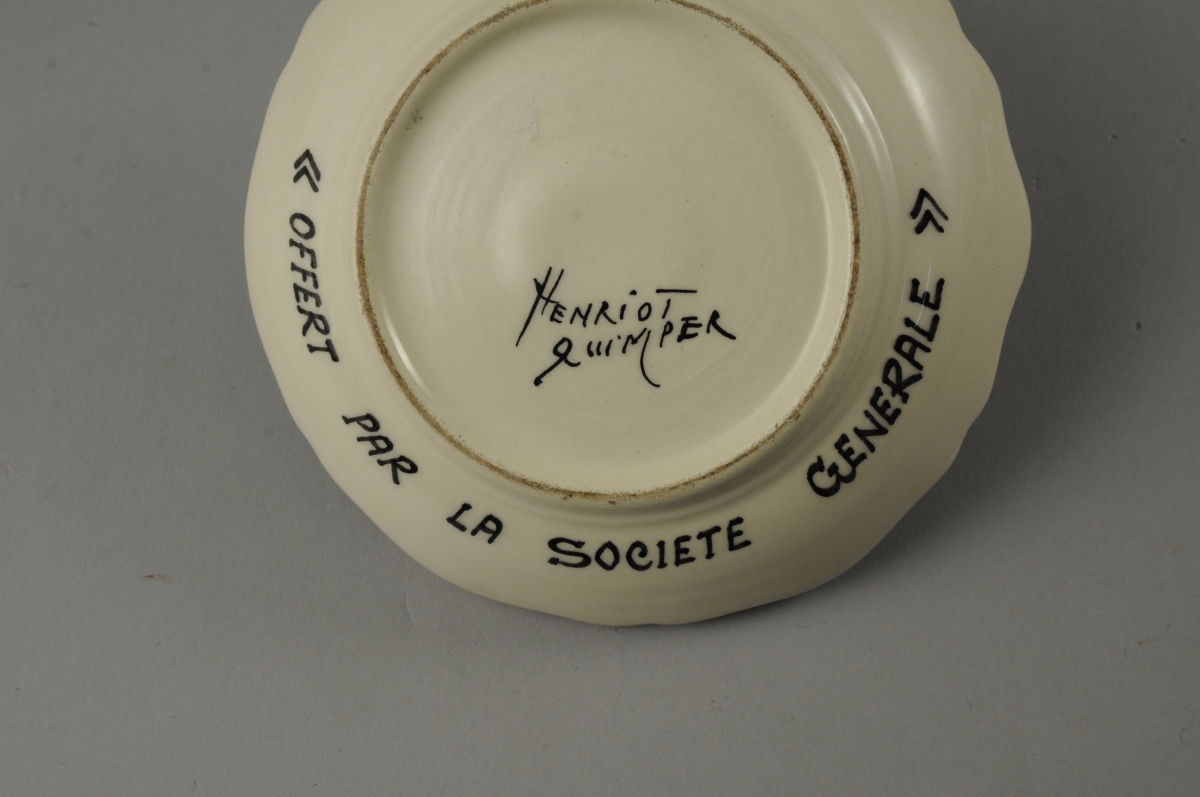 HENRIOT
QUIMPER
« OFFERT PAR LA SOCIETE GENERALE »